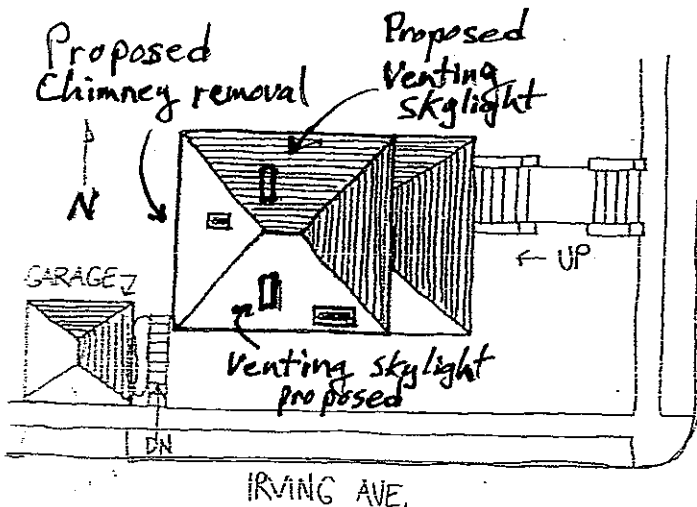 Proposed
Chimney removal
Proposed
Venting
skylight
N
GARAGE
← UP
Venting skylight
proposed
DN
IRVING AVE.